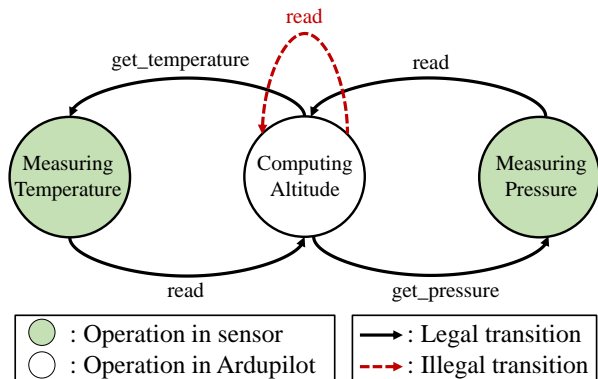 read
get_temperature
read
Measuring
Temperature
Computing
Altitude
Measuring
Pressure
read
get_pressure
: Operation in sensor
: Operation in Ardupilot
: Legal transition
: Illegal transition